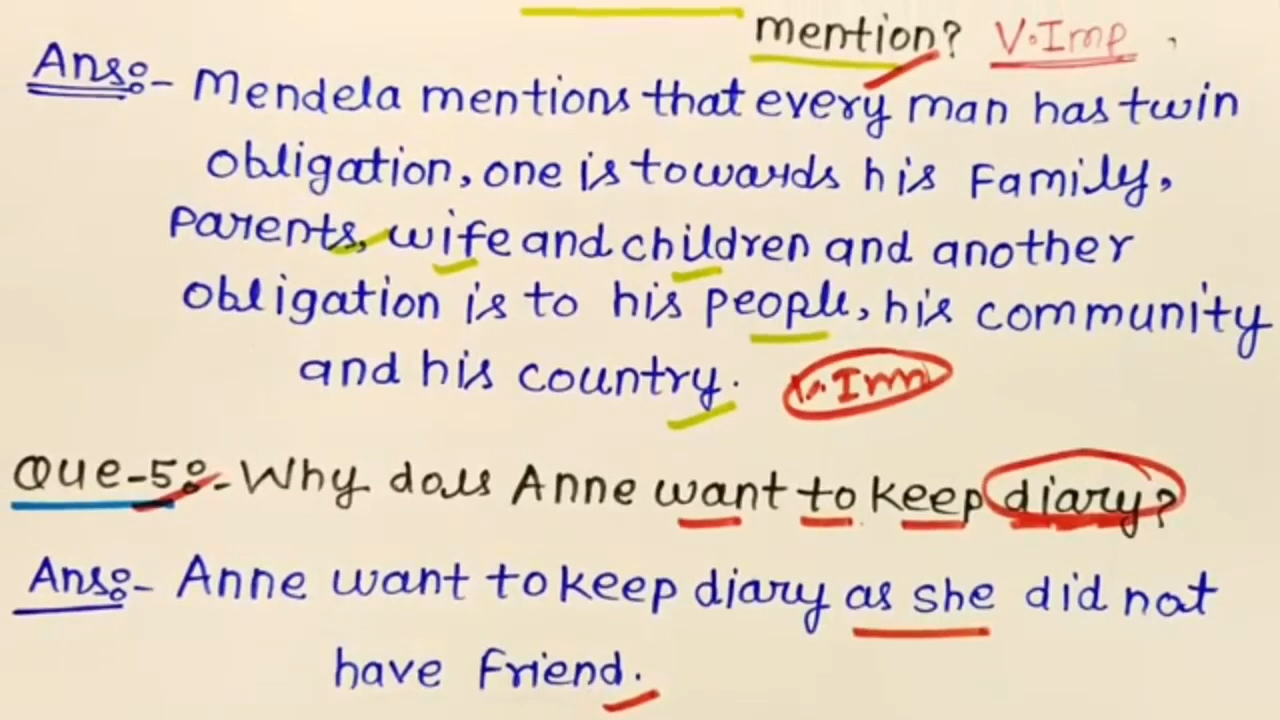 mention? V.Imp
Ans:- Mendela mentions that every man has twin
obligation, one is towards his Family,
Parents, wife and children and another
obligation is to his people, his community
and his country. V.Imp
Que-5:- Why does Anne want to keep diary?
Ans:- Anne want to keep diary as she did not
have Friend.